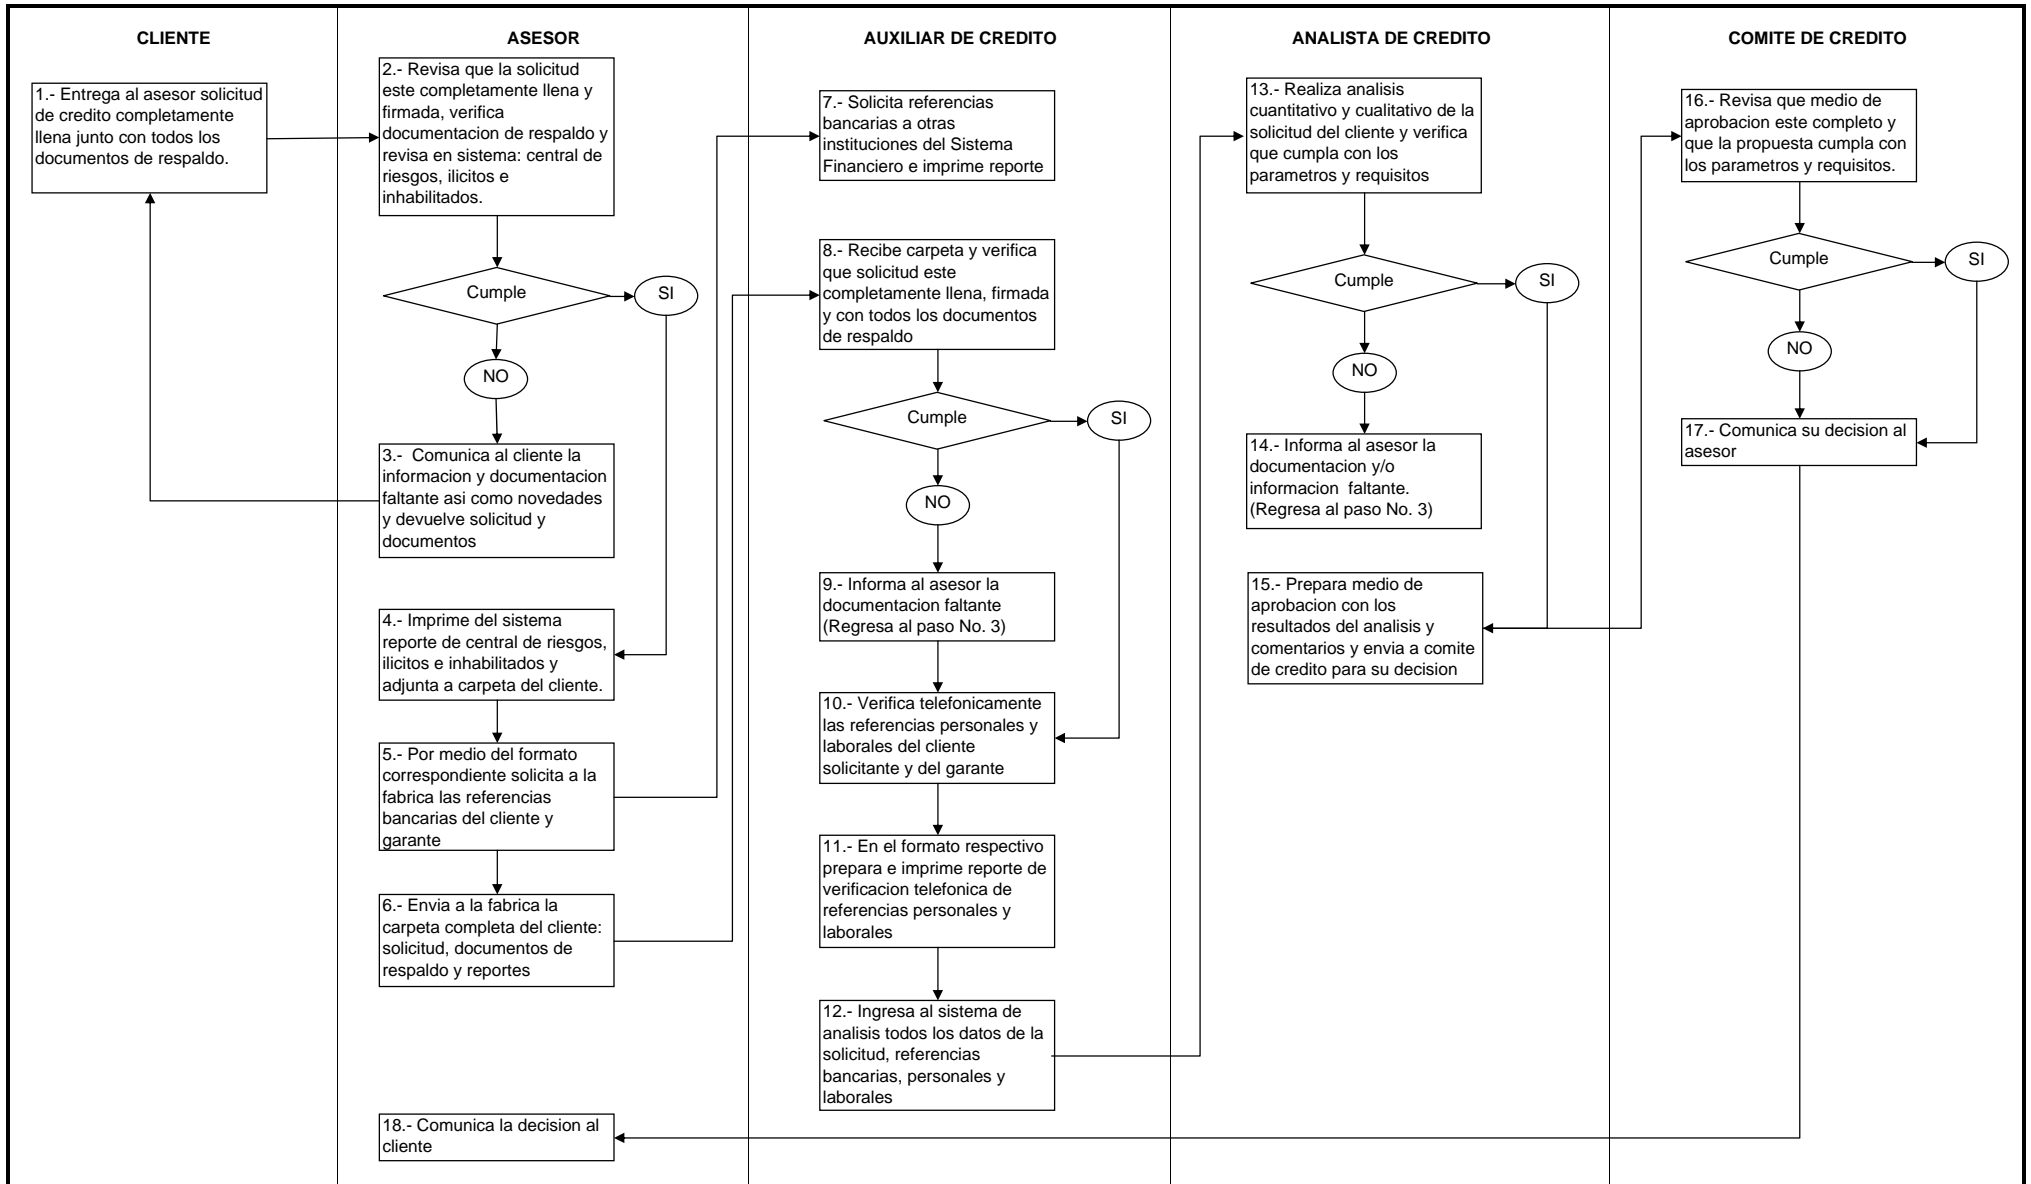 CLIENTE
1.- Entrega al asesor solicitud
de credito completamente
llena junto con todos los
documentos de respaldo.
ASESOR
2.- Revisa que la solicitud
este completamente llena y
firmada, verifica
documentacion de respaldo y
revisa en sistema: central de
riesgos, ilicitos e
inhabilitados.
Cumple
SI
NO
3.-  Comunica al cliente la
informacion y documentacion
faltante asi como novedades
y devuelve solicitud y
documentos
4.- Imprime del sistema
reporte de central de riesgos,
ilicitos e inhabilitados y
adjunta a carpeta del cliente.
5.- Por medio del formato
correspondiente solicita a la
fabrica las referencias
bancarias del cliente y
garante
6.- Envia a la fabrica la
carpeta completa del cliente:
solicitud, documentos de
respaldo y reportes
18.- Comunica la decision al
cliente
AUXILIAR DE CREDITO
7.- Solicita referencias
bancarias a otras
instituciones del Sistema
Financiero e imprime reporte
8.- Recibe carpeta y verifica
que solicitud este
completamente llena, firmada
y con todos los documentos
de respaldo
Cumple
SI
NO
9.- Informa al asesor la
documentacion faltante
(Regresa al paso No. 3)
10.- Verifica telefonicamente
las referencias personales y
laborales del cliente
solicitante y del garante
11.- En el formato respectivo
prepara e imprime reporte de
verificacion telefonica de
referencias personales y
laborales
12.- Ingresa al sistema de
analisis todos los datos de la
solicitud, referencias
bancarias, personales y
laborales
ANALISTA DE CREDITO
13.- Realiza analisis
cuantitativo y cualitativo de la
solicitud del cliente y verifica
que cumpla con los
parametros y requisitos
Cumple
SI
NO
14.- Informa al asesor la
documentacion y/o
informacion  faltante.
(Regresa al paso No. 3)
15.- Prepara medio de
aprobacion con los
resultados del analisis y
comentarios y envia a comite
de credito para su decision
COMITE DE CREDITO
16.- Revisa que medio de
aprobacion este completo y
que la propuesta cumpla con
los parametros y requisitos.
Cumple
SI
NO
17.- Comunica su decision al
asesor